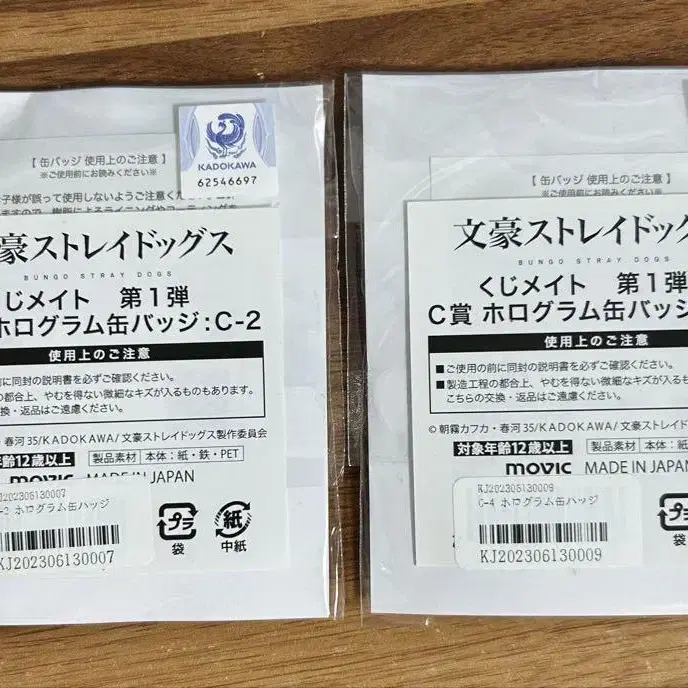 【 缶バッジ 使用上のご注意 】
※ご使用前にお読みください※
KADOKAWA
62546697
子様が誤って使用しないようご注意くださ
豪ストレイドッグス
BUNGO STRAY DOGS
じメイト 第1弾
ホログラム缶バッジ:C-2
使用上のご注意
の前に同封の説明書を必ずご確認ください。
の都合上、やむを得ない微細なキズが入るものもあります。
換・返品はご遠慮ください。
・春河35/KADOKAWA/文豪ストレイドッグス製作委員会
年齢12歳以上 製品素材 本体:紙・鉄・PET
movic MADE IN JAPAN
KJ202306130007
-2 ホログラム缶バッジ
KJ202306130007
プラ
袋
紙
中紙
【 缶バッジ 使用上のご注意 】
※ご使用前にお読みください※
文豪ストレイドッグ
BUNGO STRAY DOGS
くじメイト 第1弾
C賞 ホログラム缶バッジ
使用上のご注意
■ご使用の前に同封の説明書を必ずご確認ください。
■製造工程の都合上、やむを得ない微細なキズが入るも
こちらの交換・返品はご遠慮ください。
© 朝霧カフカ・春河35/KADOKAWA/文豪ストレイドッ
対象年齢12歳以上 製品素材 本体:紙
movic MADE IN JAPAN
KJ202306130009
C-4 ホログラム缶バッジ
KJ202306130009
プラ
袋